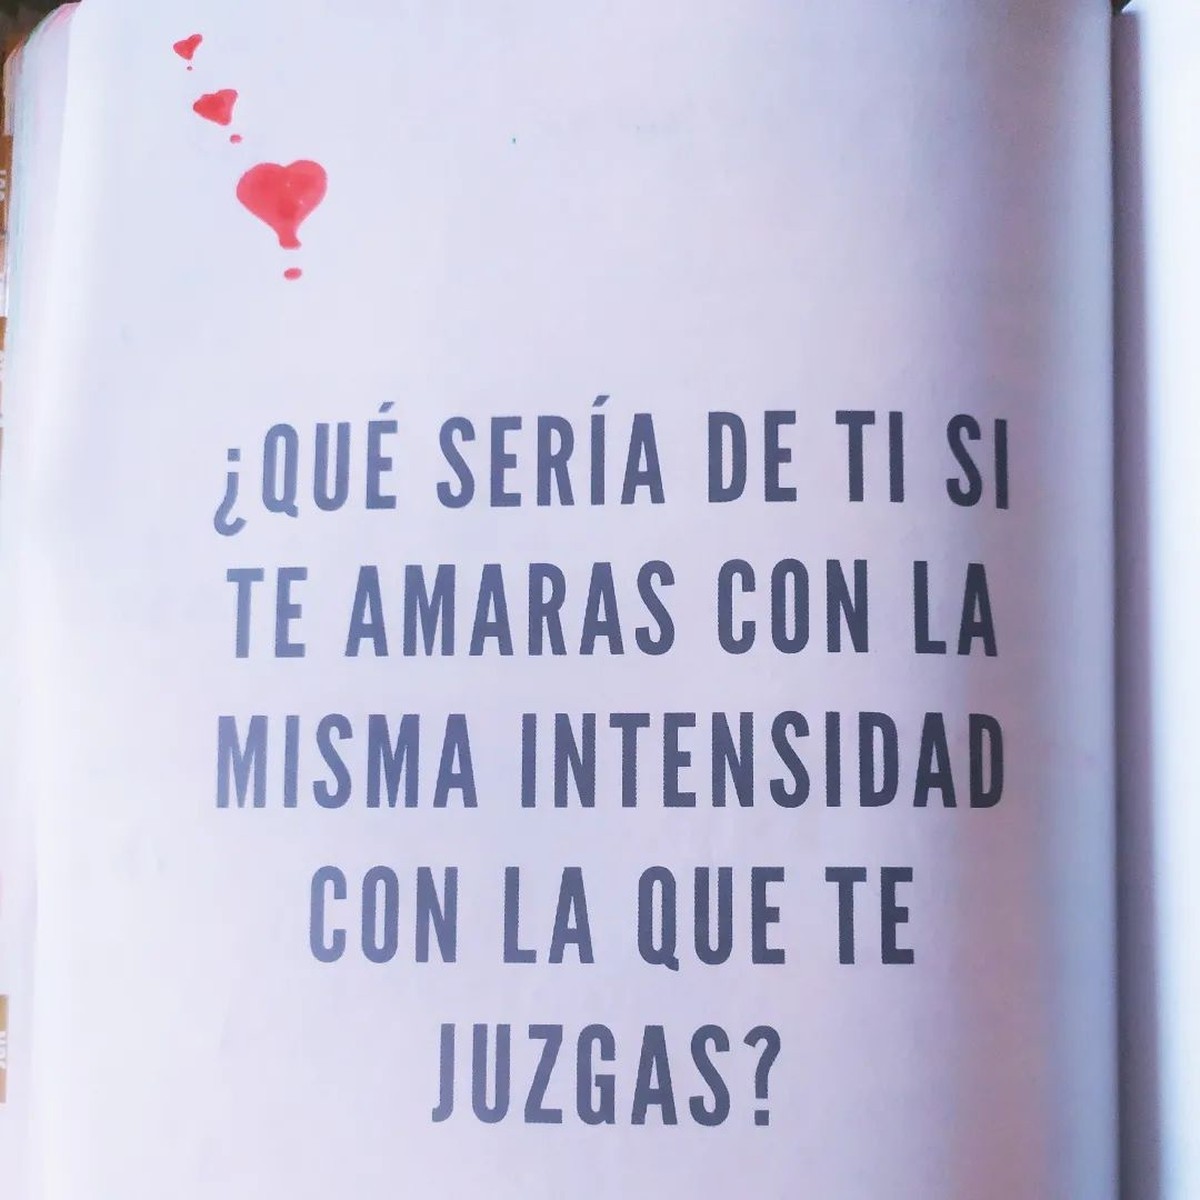 ¿QUÉ SERÍA DE TI SI
TE AMARAS CON LA
MISMA INTENSIDAD
CON LA QUE TE
JUZGAS?